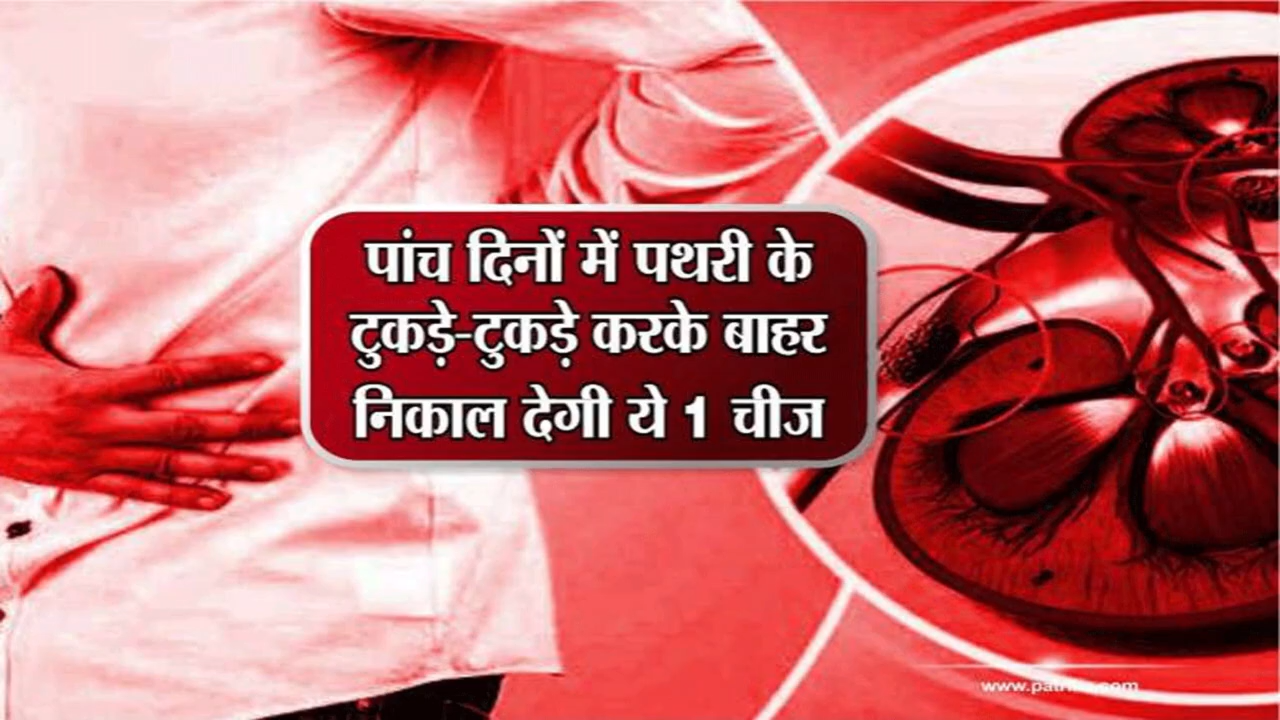 पांच दिनों में पथरी के
टुकड़े-टुकड़े करके बाहर
निकाल देगी ये 1 चीज